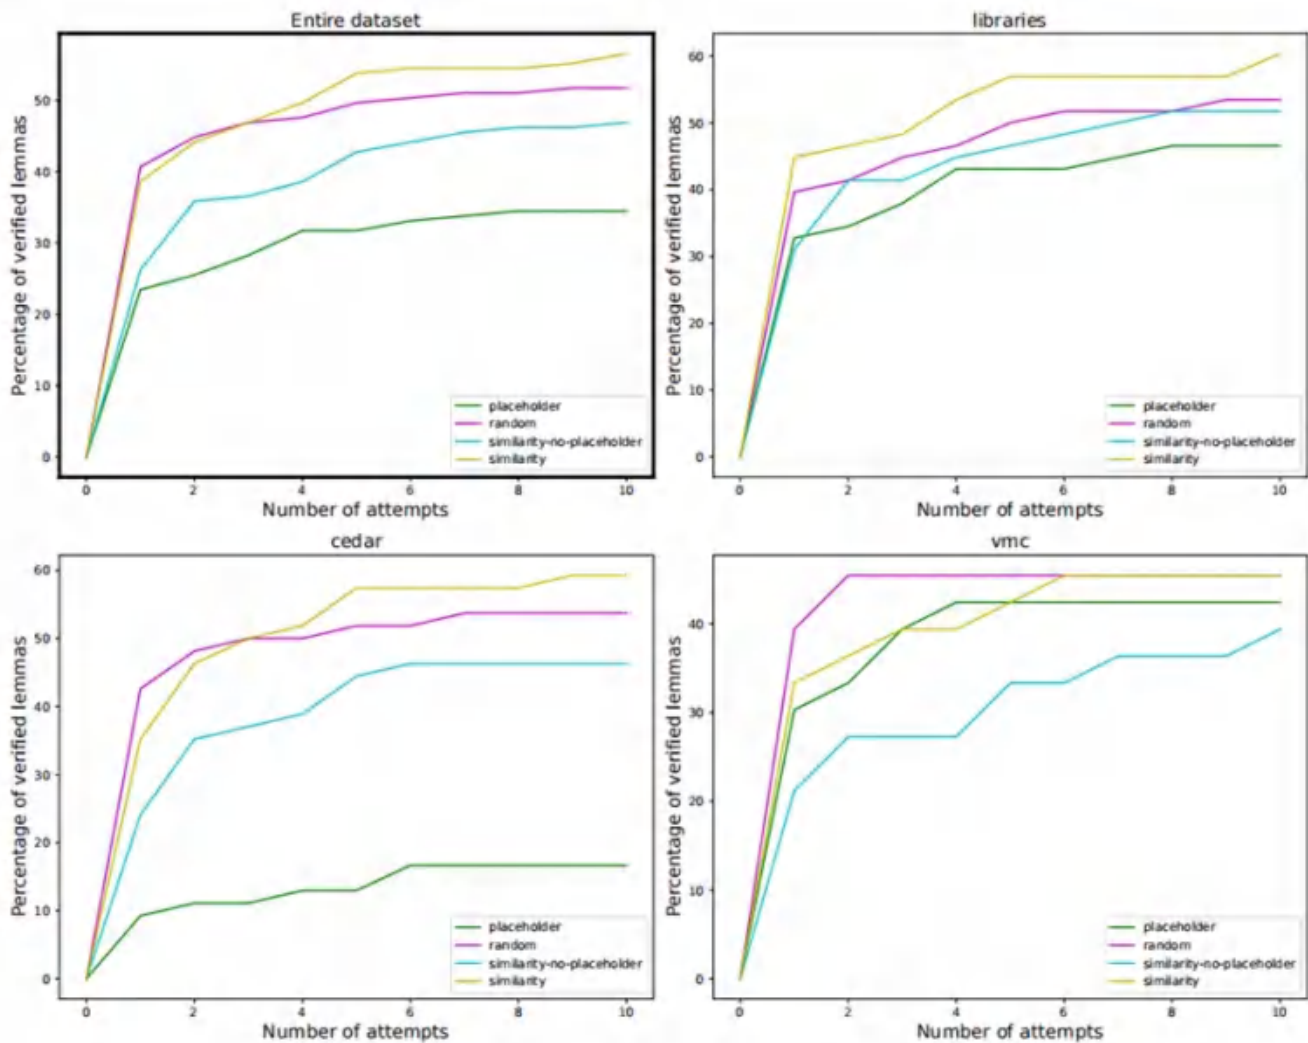 Entire dataset
Percentage of verified lemmas
50
40
30
20
10
0
placeholder
random
similarity-no-placeholder
similarity
0 2 4 6 8 10
Number of attempts
libraries
Percentage of verified lemmas
60
50
40
30
20
10
0
placeholder
random
similarity-no-placeholder
similarity
0 2 4 6 8 10
Number of attempts
cedar
Percentage of verified lemmas
60
50
40
30
20
10
0
placeholder
random
similarity-no-placeholder
similarity
0 2 4 6 8 10
Number of attempts
vmc
Percentage of verified lemmas
40
30
20
10
0
placeholder
random
similarity-no-placeholder
similarity
0 2 4 6 8 10
Number of attempts